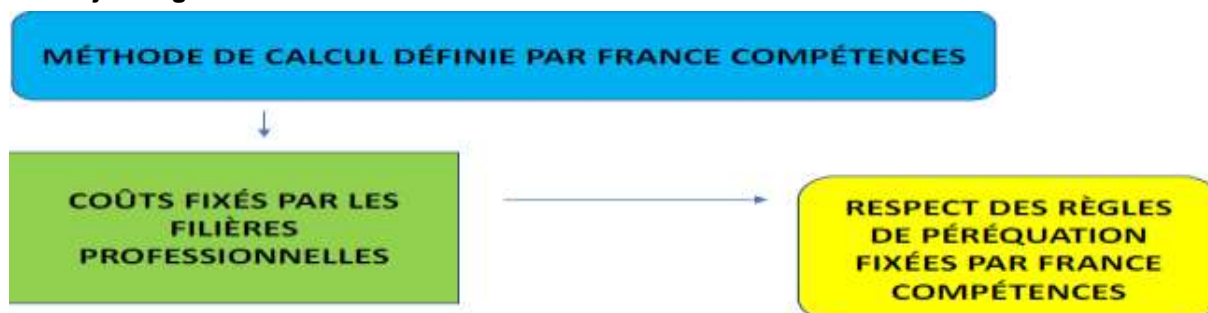 MÉTHODE DE CALCUL DÉFINIE PAR FRANCE COMPÉTENCES
COÛTS FIXÉS PAR LES
FILIÈRES
PROFESSIONNELLES
RESPECT DES RÈGLES
DE PÉRÉQUATION
FIXÉES PAR FRANCE
COMPÉTENCES